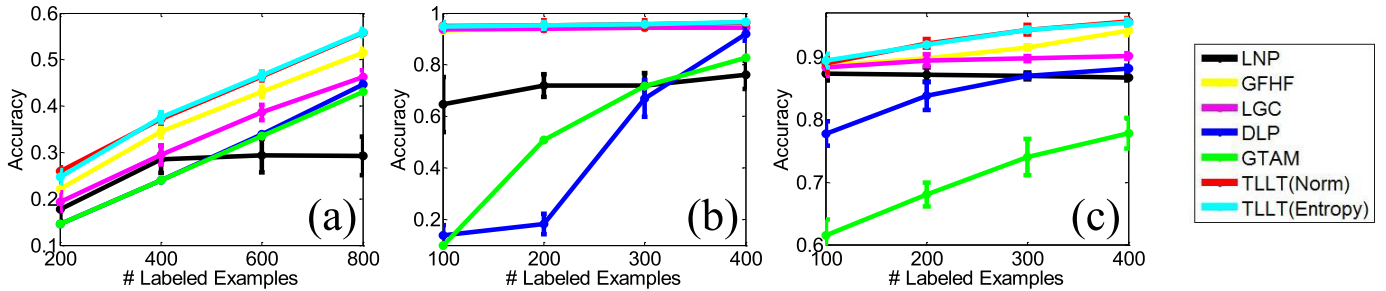 0.6
0.5
0.4
0.3
0.2
0.1
Accuracy
200 400 600 800
# Labeled Examples
(a)
1
0.8
0.6
0.4
0.2
Accuracy
100 200 300 400
# Labeled Examples
(b)
0.9
0.8
0.7
0.6
Accuracy
100 200 300 400
# Labeled Examples
(c)
LNP
GFHF
LGC
DLP
GTAM
TLLT(Norm)
TLLT(Entropy)